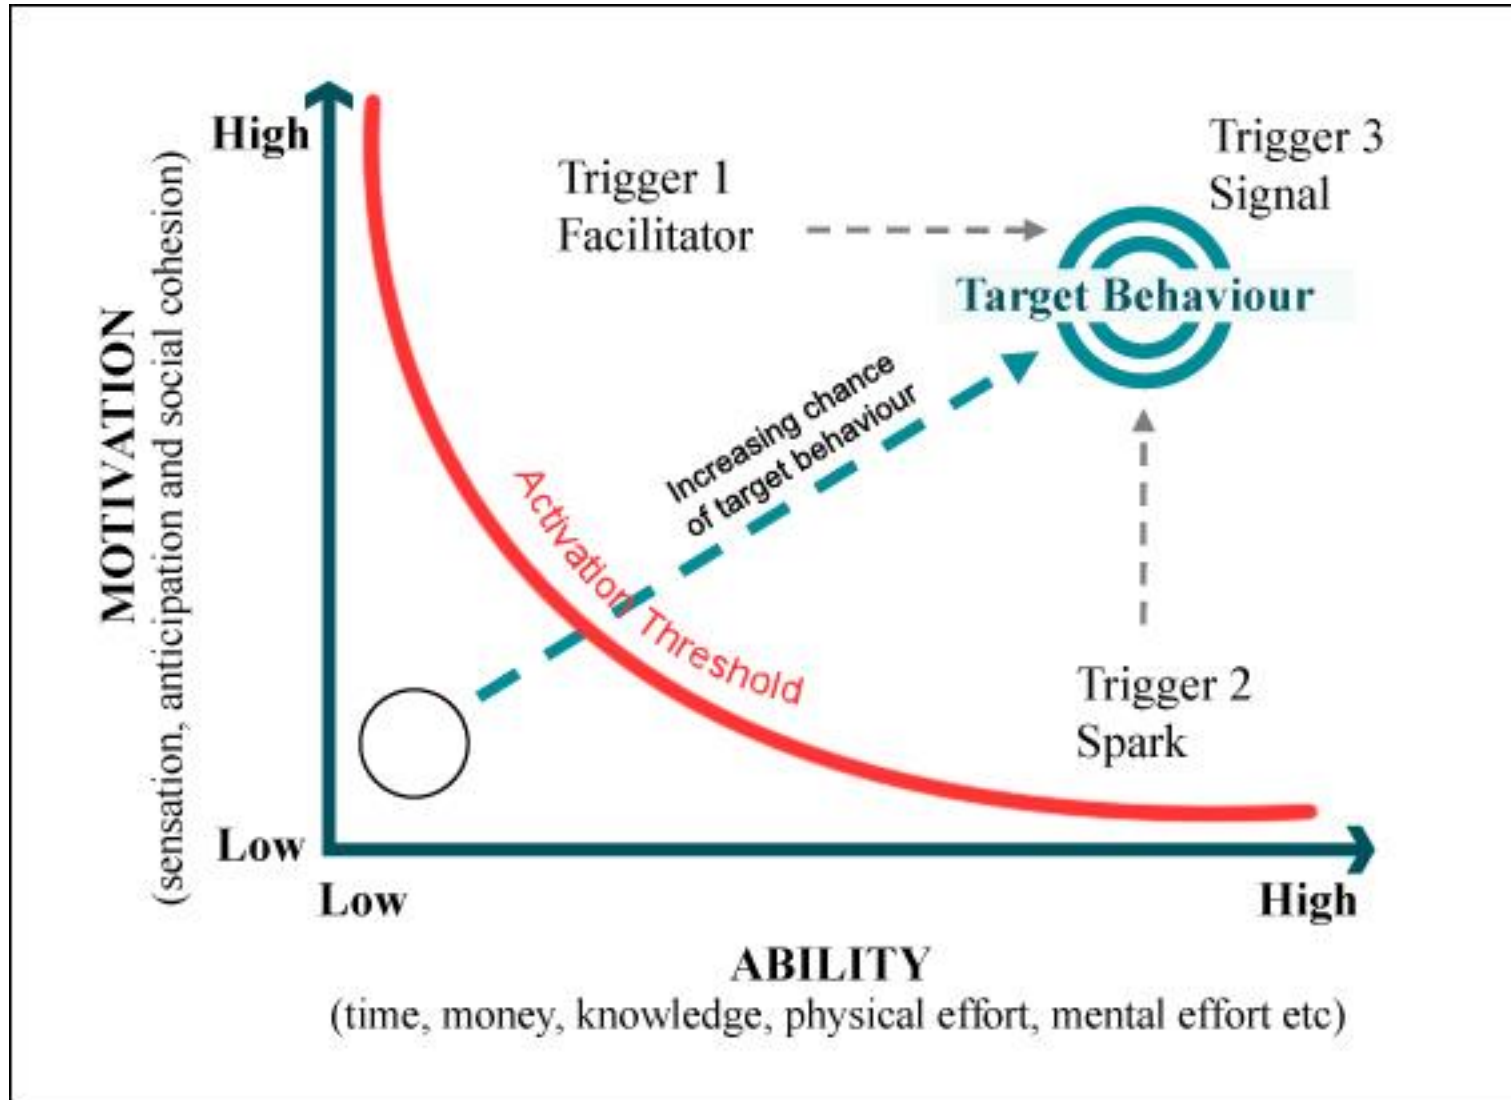 High
Trigger 1
Facilitator
Trigger 3
Signal
Target Behaviour
MOTIVATION
(sensation, anticipation and social cohesion)
Increasing chance
of target behaviour
Activation Threshold
Trigger 2
Spark
Low
Low
High
ABILITY
(time, money, knowledge, physical effort, mental effort etc)